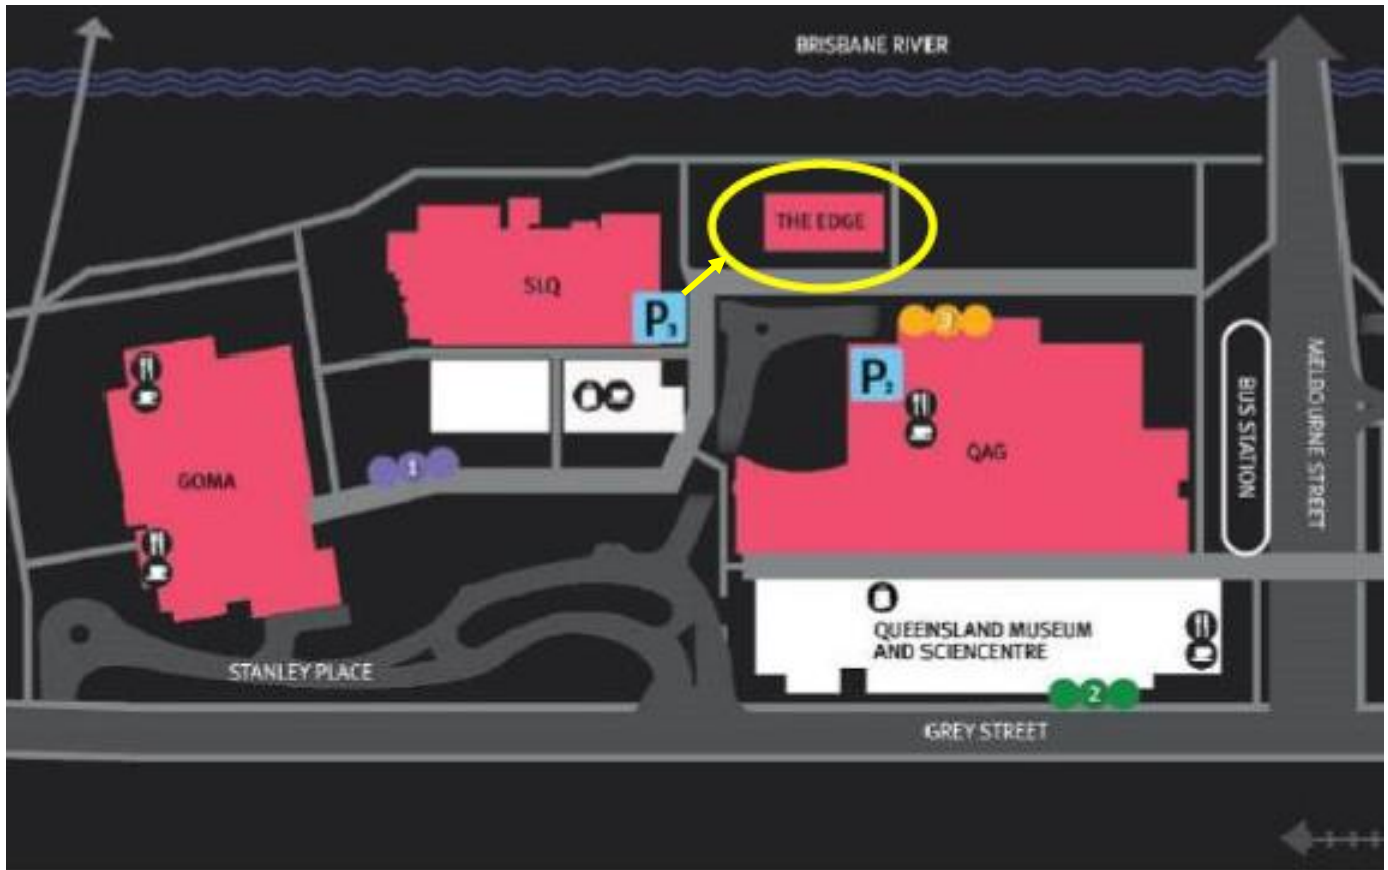 BRISBANE RIVER
THE EDGE
SLQ
P3
3
P2
MELBOURNE STREET
BUS STATION
1
GOMA
QAG
QUEENSLAND MUSEUM
AND SCIENCENTRE
STANLEY PLACE
2
GREY STREET